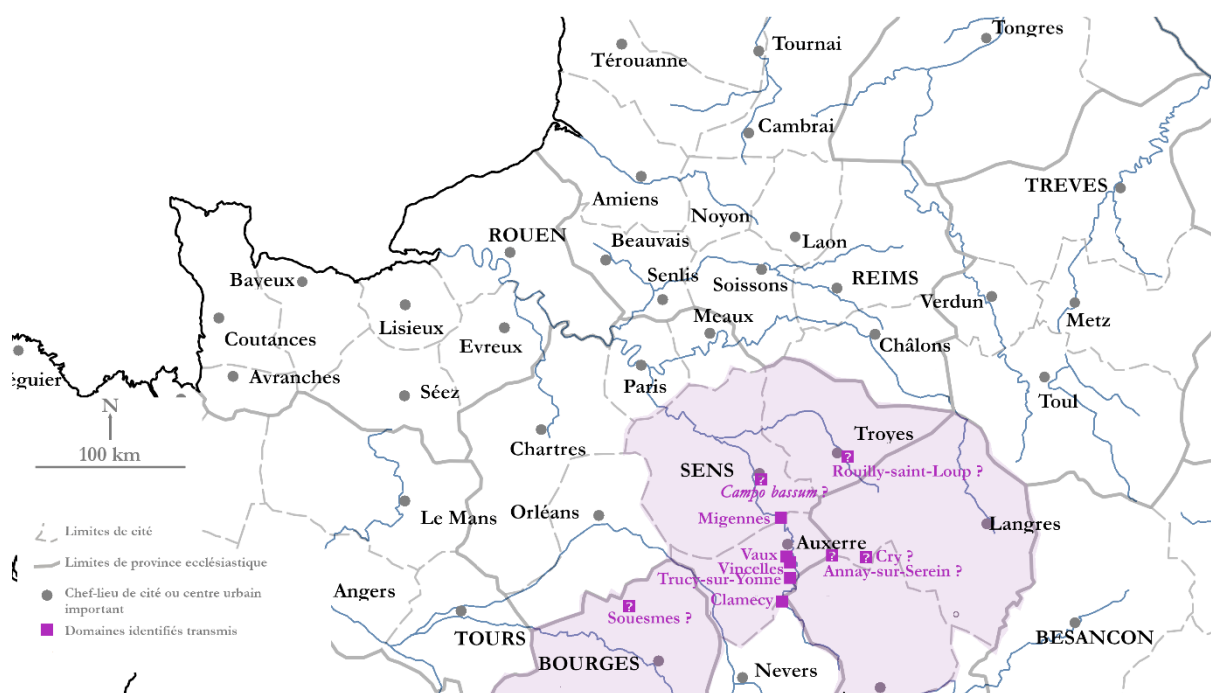 Tongres
Tournai
Térouanne
Cambrai
TREVES
Amiens
Noyon
ROUEN
Beauvais
Laon
Bayeux
Senlis
Soissons
REIMS
Verdun
Lisieux
Meaux
Metz
Coutances
Evreux
Châlons
éguier
Avranches
Paris
Séez
Toul
N
100 km
Chartres
Troyes
SENS
Rouilly-saint-Loup ?
?
?
Campo bassum ?
Le Mans
Orléans
Migennes
Langres
Limites de cité
Auxerre
Vaux
?
?
Cry ?
Limites de province ecclésiastique
Vincelles
Annay-sur-Serein ?
Trucy-sur-Yonne
Chef-lieu de cité ou centre urbain
important
Angers
Clamecy
?
Souesmes ?
Domaines identifiés transmis
TOURS
BESANCON
BOURGES
Nevers